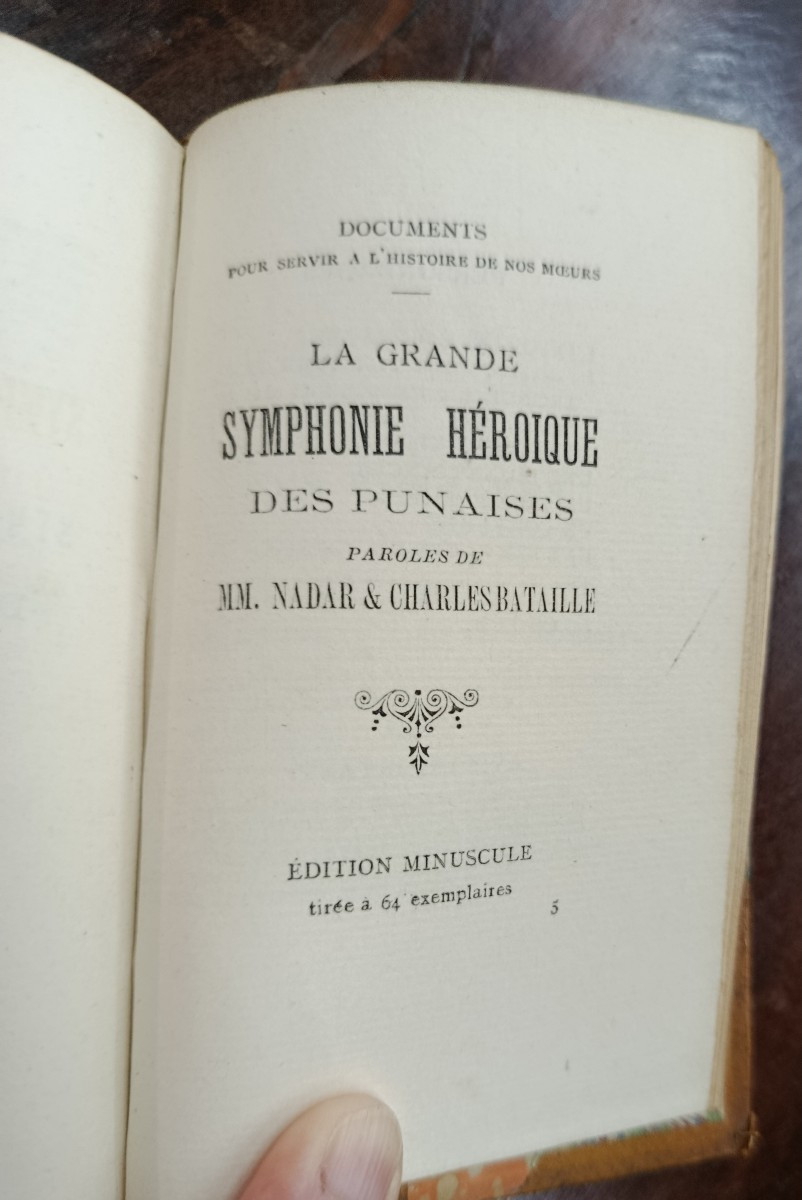 DOCUMENTS
POUR SERVIR A L'HISTOIRE DE NOS MŒURS
LA GRANDE
SYMPHONIE HÉROIQUE
DES PUNAISES
PAROLES DE
MM. NADAR & CHARLES BATAILLE
ÉDITION MINUSCULE
tirée à 64 exemplaires
5